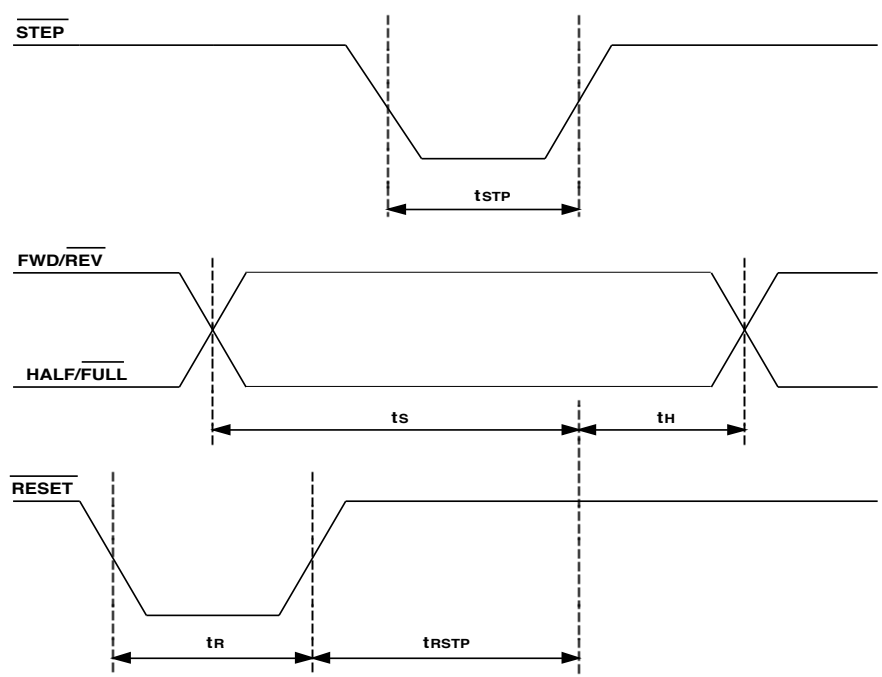 STEP
tSTP
FWD/REV
HALF/FULL
tS tH
RESET
tR tRSTP